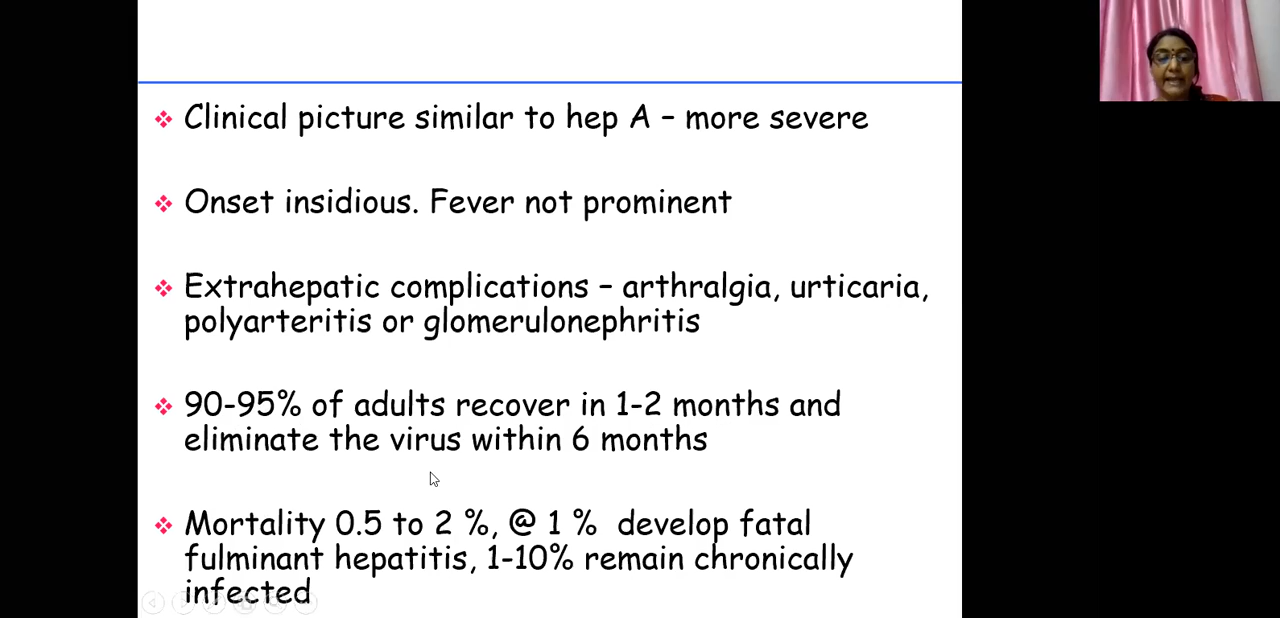 Clinical picture similar to hep A – more severe
Onset insidious. Fever not prominent
Extrahepatic complications – arthralgia, urticaria,
polyarteritis or glomerulonephritis
90-95% of adults recover in 1-2 months and
eliminate the virus within 6 months
Mortality 0.5 to 2 %, @ 1 % develop fatal
fulminant hepatitis, 1-10% remain chronically
infected